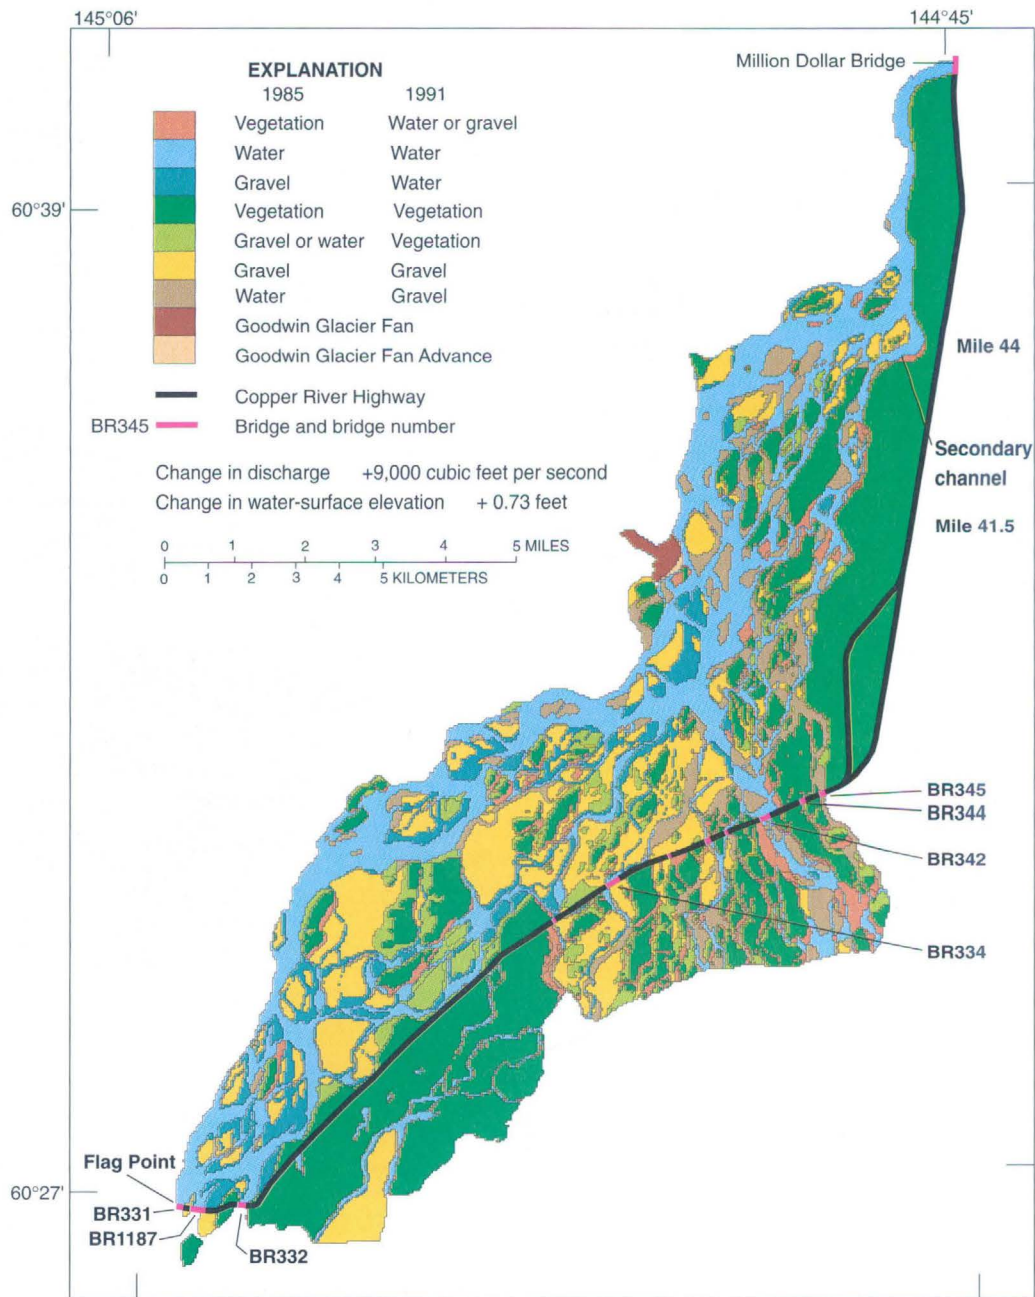 145°06'
144°45'
Million Dollar Bridge
EXPLANATION
1985 1991
Vegetation Water or gravel
Water Water
Gravel Water
60°39'
Vegetation Vegetation
Gravel or water Vegetation
Gravel Gravel
Water Gravel
Goodwin Glacier Fan
Goodwin Glacier Fan Advance
Mile 44
Copper River Highway
BR345 Bridge and bridge number
Secondary
channel
Change in discharge +9,000 cubic feet per second
Change in water-surface elevation + 0.73 feet
Mile 41.5
0 1 2 3 4 5 MILES
0 1 2 3 4 5 KILOMETERS
BR345
BR344
BR342
BR334
Flag Point
60°27'
BR331
BR1187
BR332